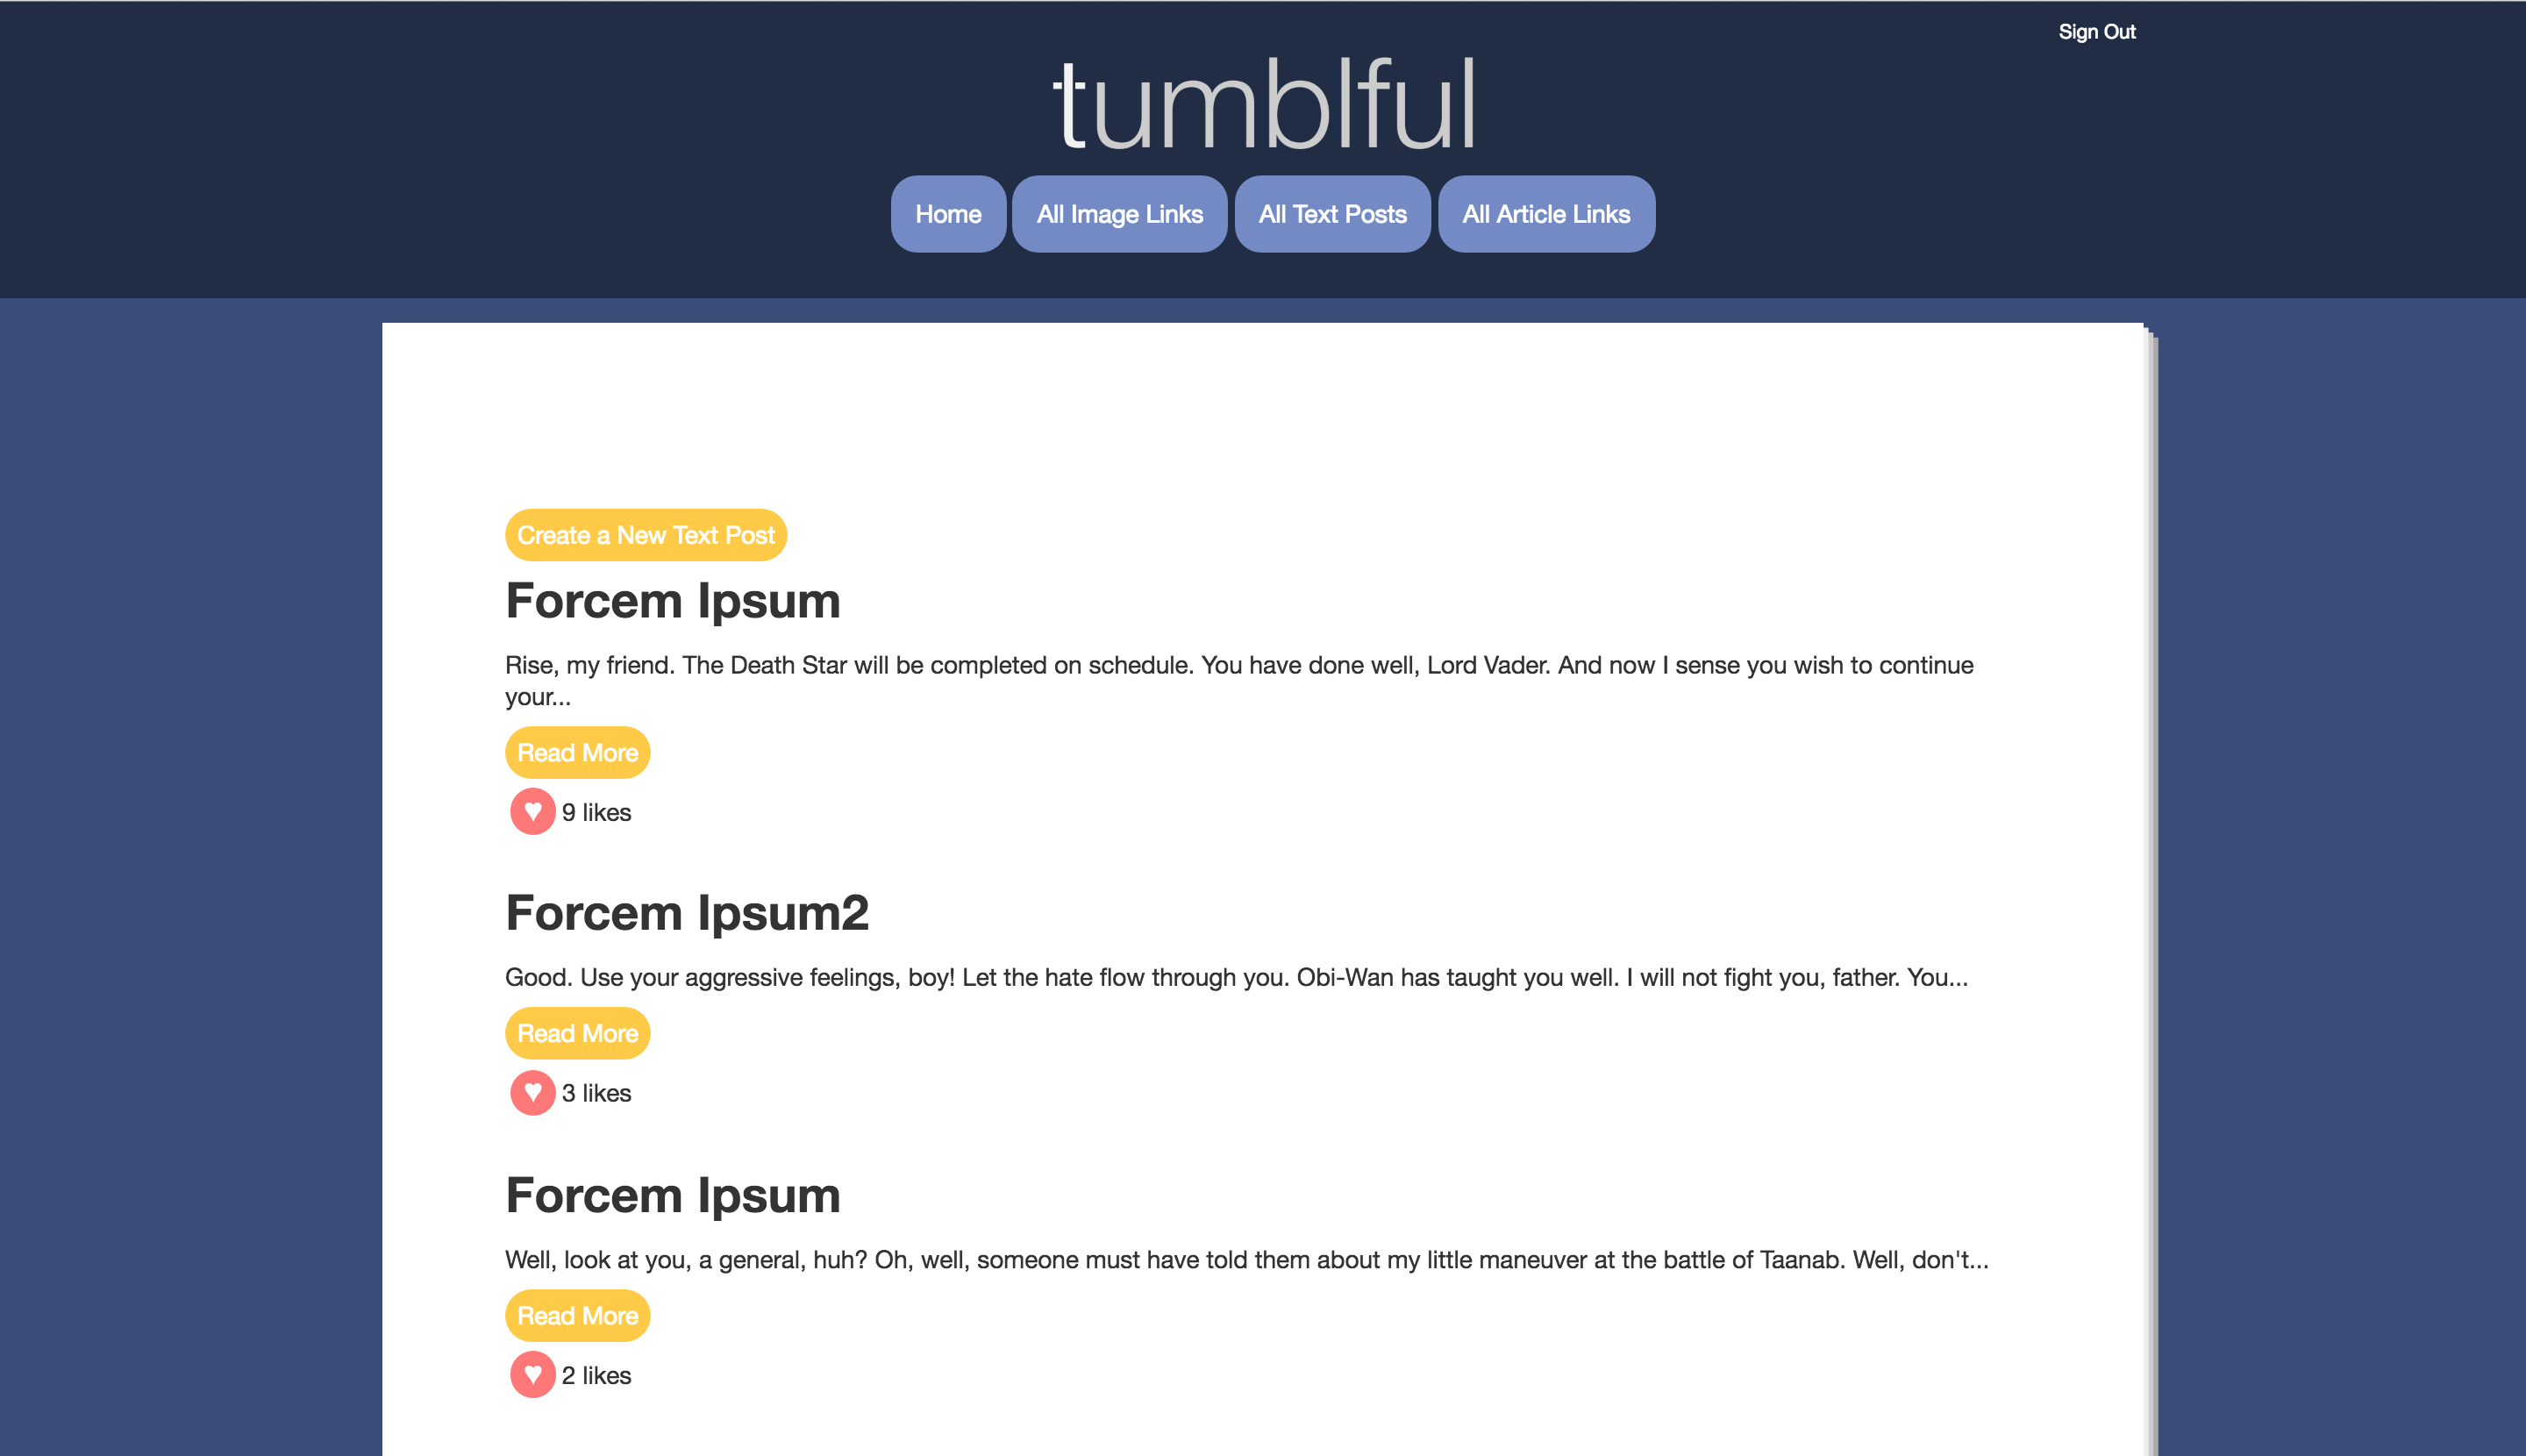 Sign Out
tumblful
Home All Image Links All Text Posts All Article Links
Create a New Text Post
Forcem Ipsum
Rise, my friend. The Death Star will be completed on schedule. You have done well, Lord Vader. And now I sense you wish to continue
your...
Read More
♥ 9 likes
Forcem Ipsum2
Good. Use your aggressive feelings, boy! Let the hate flow through you. Obi-Wan has taught you well. I will not fight you, father. You...
Read More
♥ 3 likes
Forcem Ipsum
Well, look at you, a general, huh? Oh, well, someone must have told them about my little maneuver at the battle of Taanab. Well, don't...
Read More
♥ 2 likes